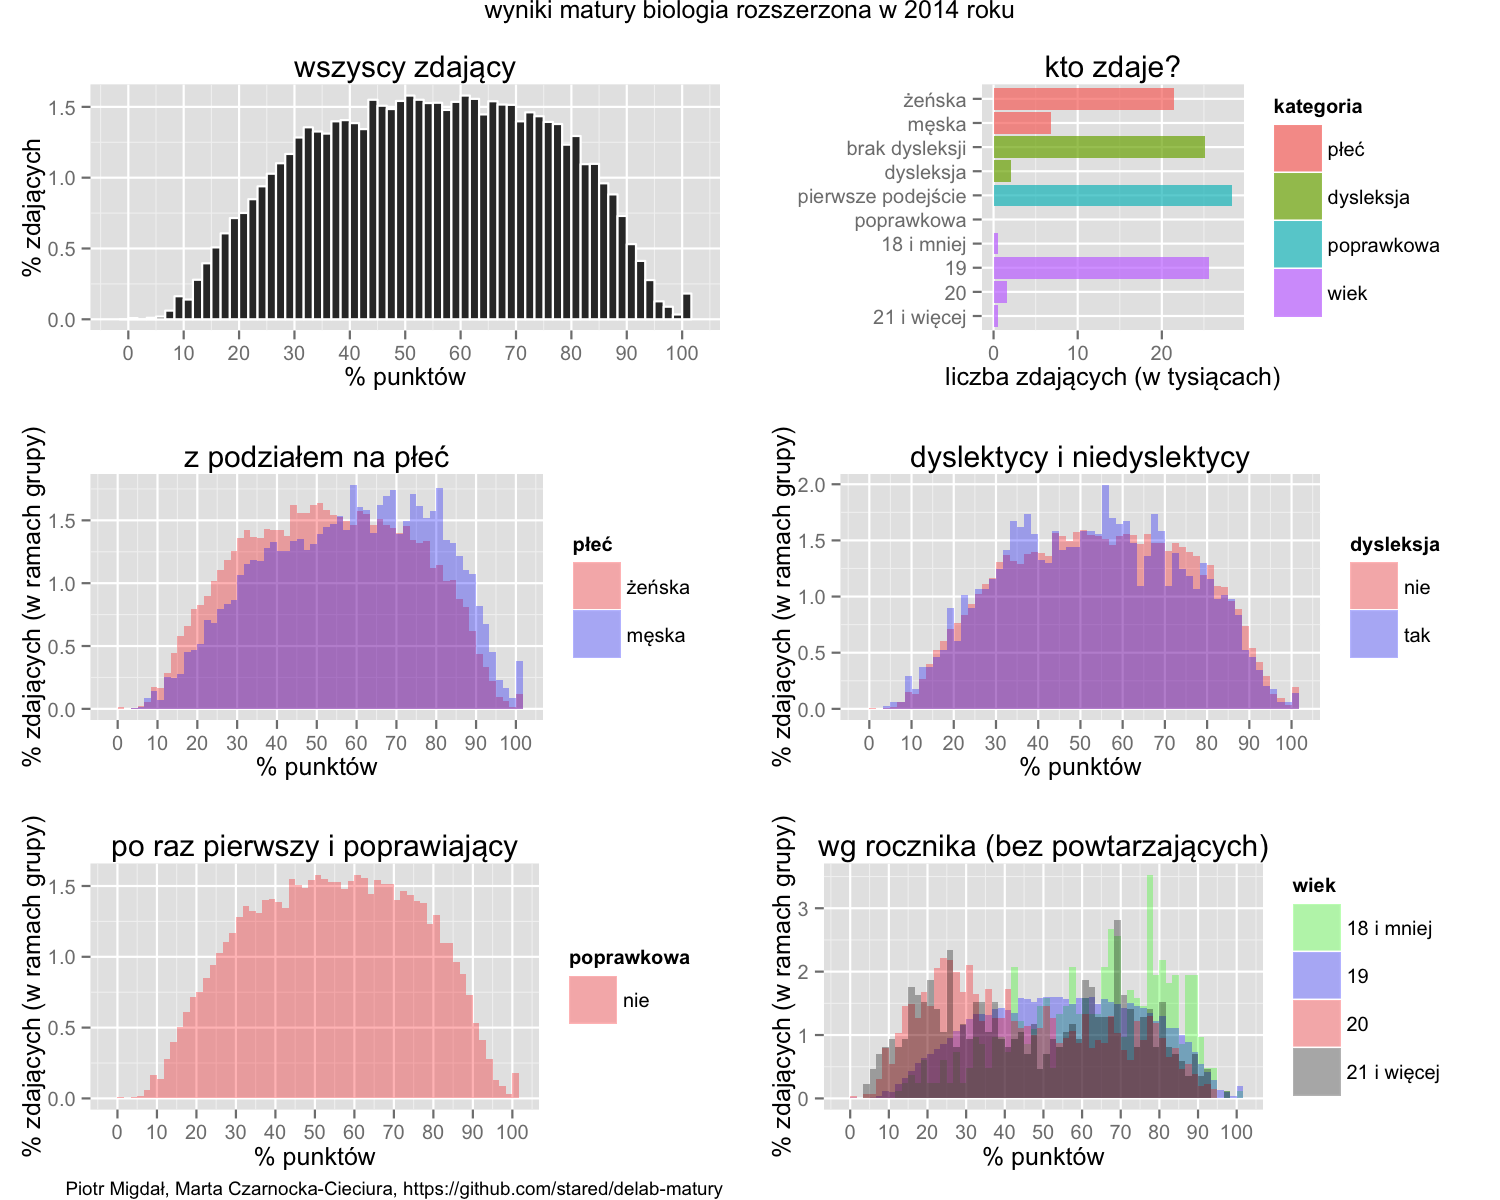 wyniki matury biologia rozszerzona w 2014 roku
wszyscy zdający
% zdających
1.5
1.0
0.5
0.0
0 10 20 30 40 50 60 70 80 90 100
% punktów
kto zdaje?
żeńska
męska
brak dysleksji
dysleksja
pierwsze podejście
poprawkowa
18 i mniej
19
20
21 i więcej
0 10 20
liczba zdających (w tysiącach)
kategoria
płeć
dysleksja
poprawkowa
wiek
z podziałem na płeć
% zdających (w ramach grupy)
1.5
1.0
0.5
0.0
0 10 20 30 40 50 60 70 80 90 100
% punktów
płeć
żeńska
męska
dyslektycy i niedyslektycy
% zdających (w ramach grupy)
2.0
1.5
1.0
0.5
0.0
0 10 20 30 40 50 60 70 80 90 100
% punktów
dysleksja
nie
tak
po raz pierwszy i poprawiający
% zdających (w ramach grupy)
1.5
1.0
0.5
0.0
0 10 20 30 40 50 60 70 80 90 100
% punktów
poprawkowa
nie
wg rocznika (bez powtarzających)
% zdających (w ramach grupy)
3
2
1
0
0 10 20 30 40 50 60 70 80 90 100
% punktów
wiek
18 i mniej
19
20
21 i więcej
Piotr Migdał, Marta Czarnocka-Cieciura, https://github.com/stared/delab-matury